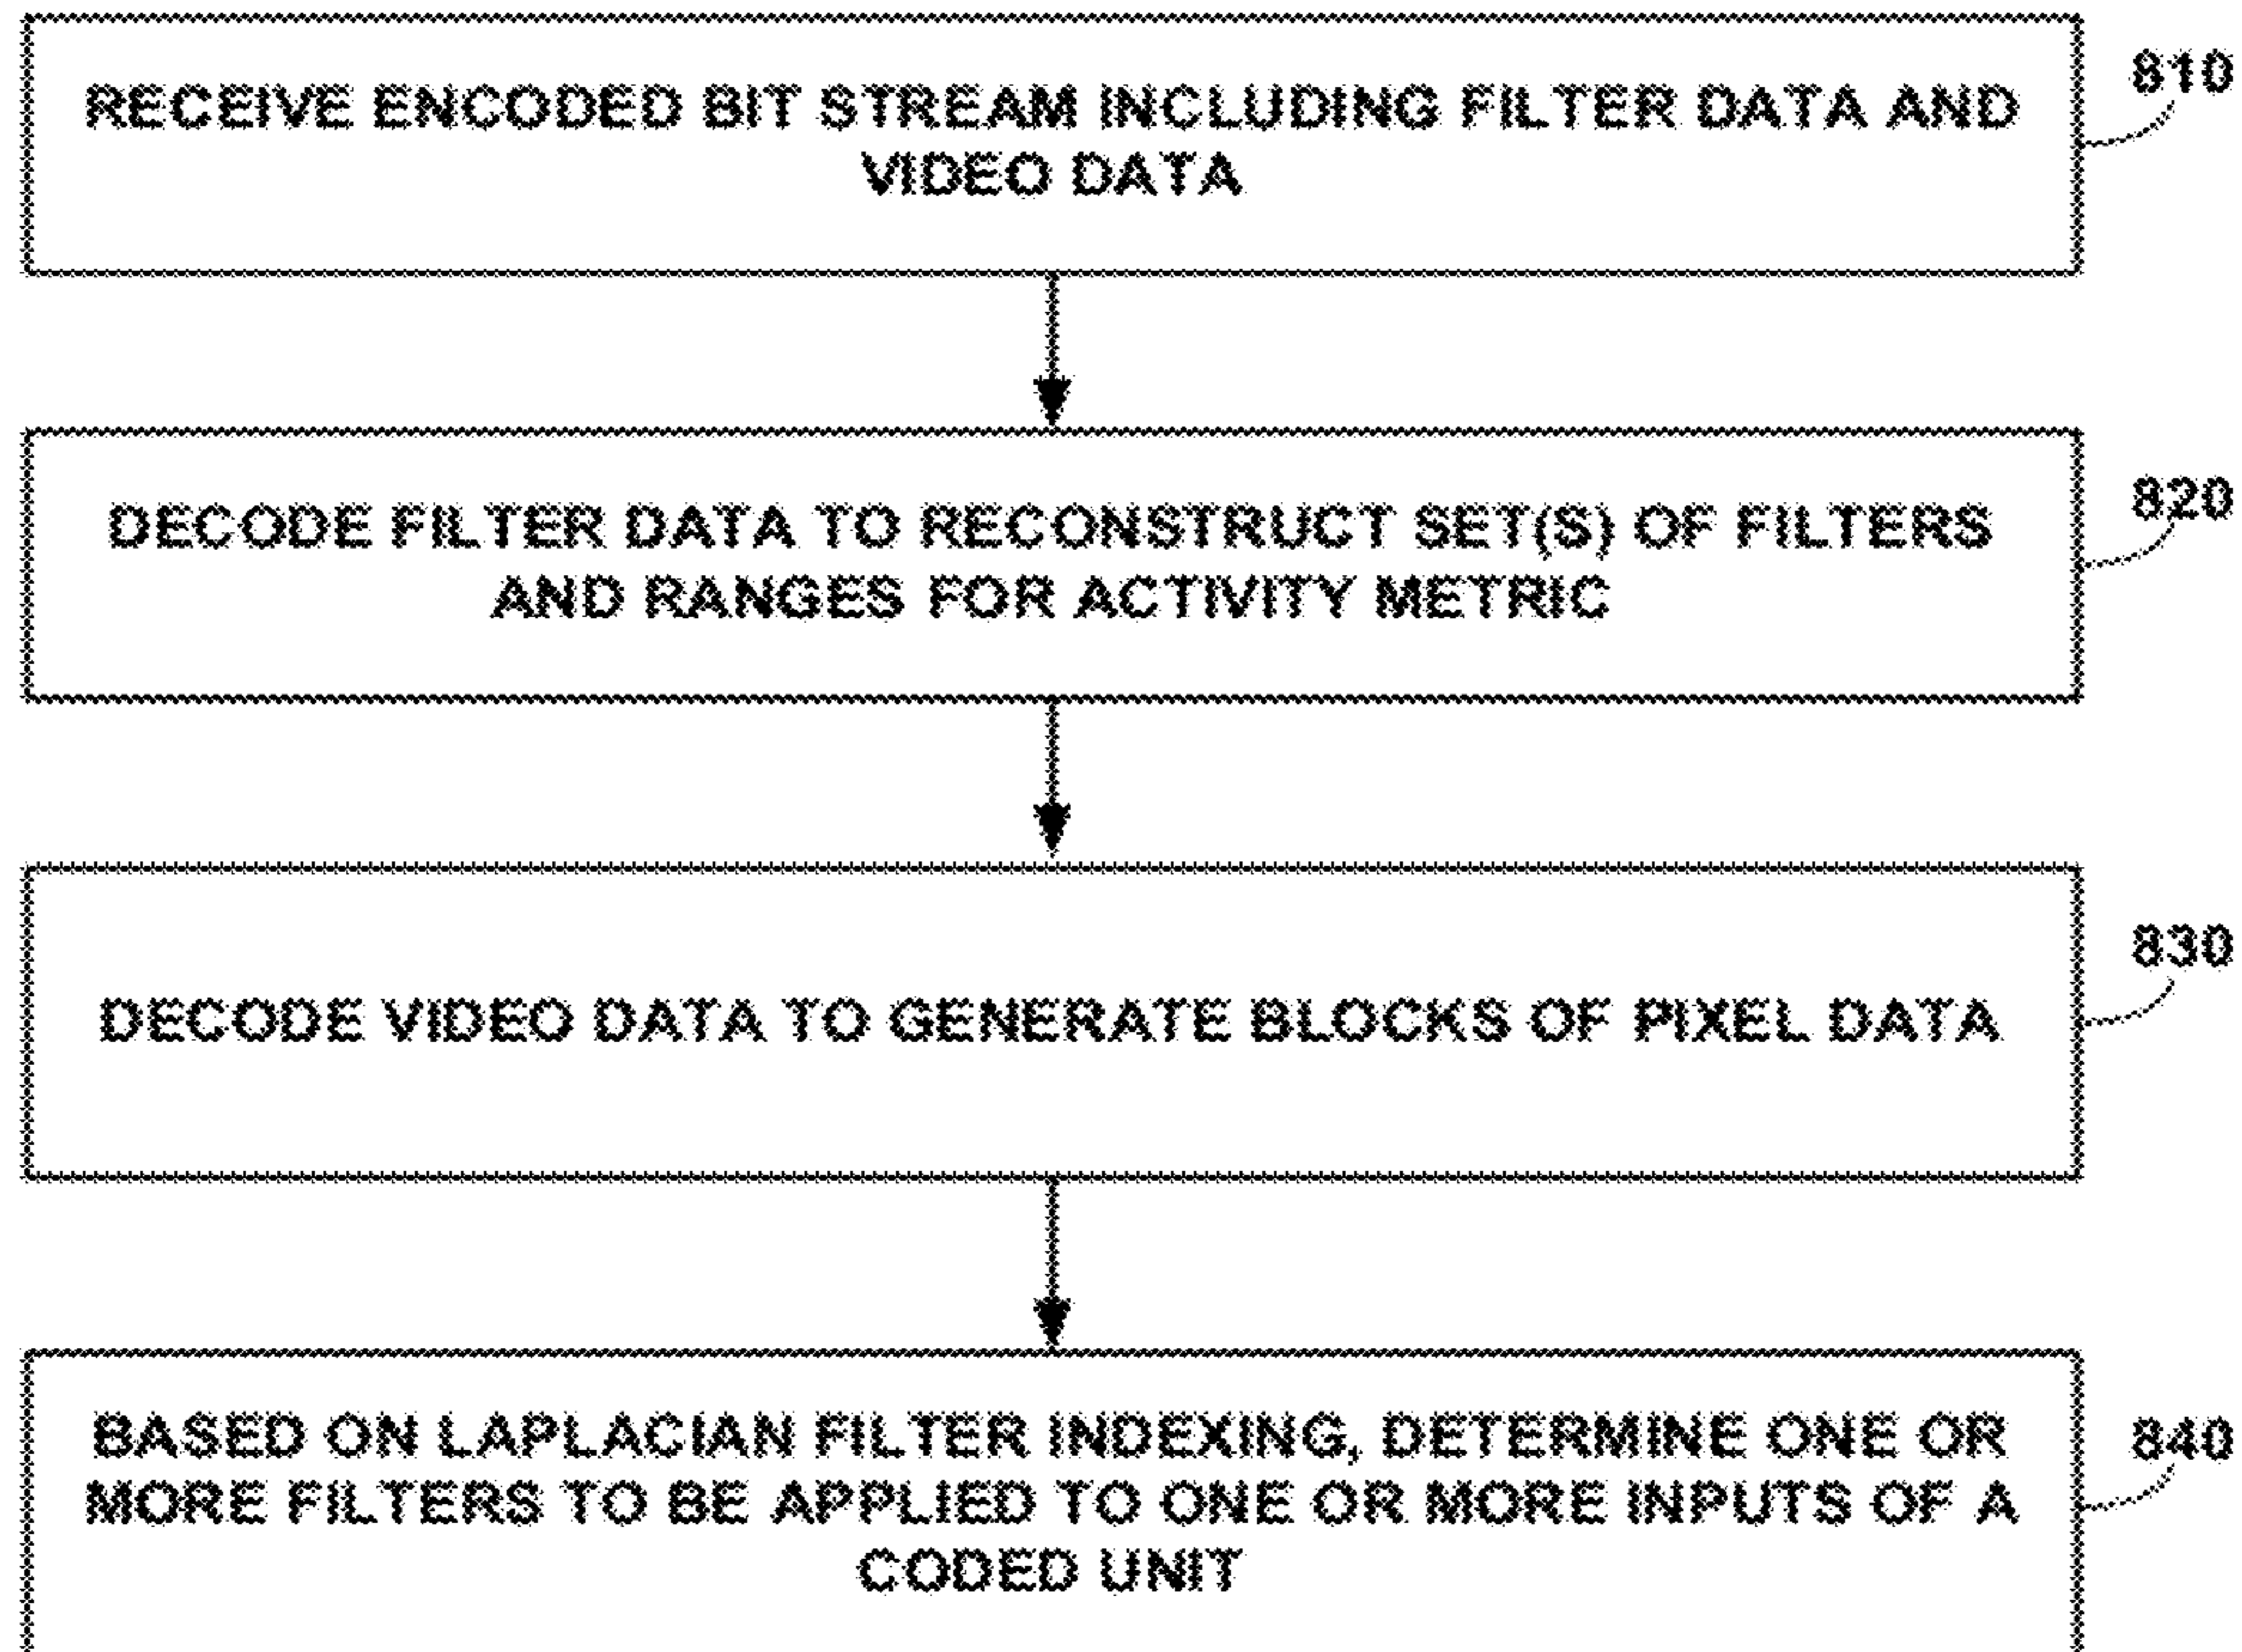 RECEIVE ENCODED BIT STREAM INCLUDING FILTER DATA AND
VIDEO DATA
810
DECODE FILTER DATA TO RECONSTRUCT SET(S) OF FILTERS
AND RANGES FOR ACTIVITY METRIC
820
DECODE VIDEO DATA TO GENERATE BLOCKS OF PIXEL DATA
830
BASED ON LAPLACIAN FILTER INDEXING, DETERMINE ONE OR
MORE FILTERS TO BE APPLIED TO ONE OR MORE INPUTS OF A
CODED UNIT
840